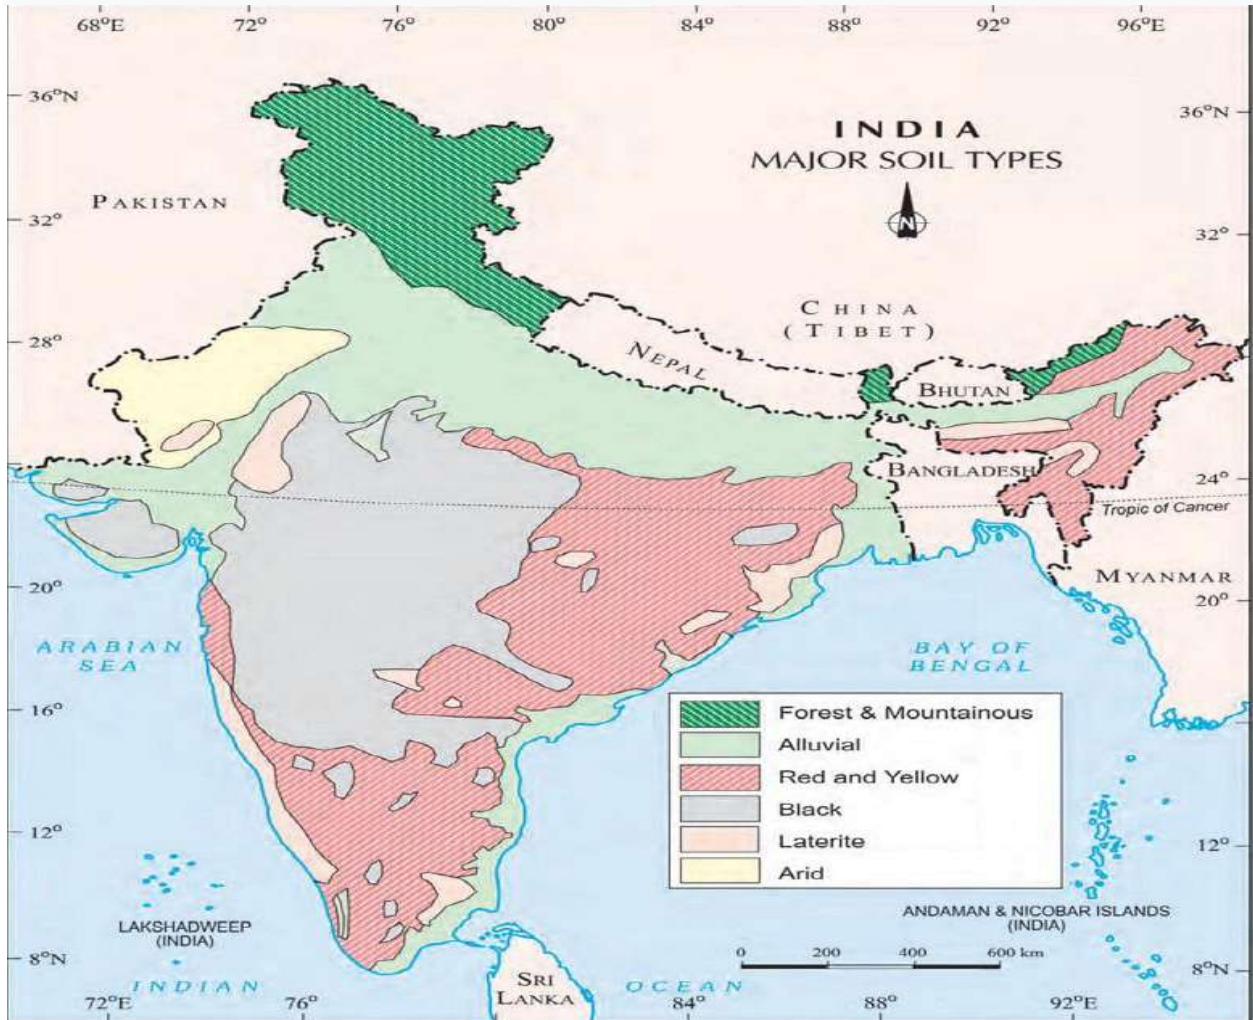 68°E 72° 76° 80° 84° 88° 92° 96°E
36°N
INDIA
MAJOR SOIL TYPES
36°N
PAKISTAN
N
32°
32°
CHINA
(TIBET)
28°
NEPAL
28°
BHUTAN
BANGLADESH
24°
24°
Tropic of Cancer
20°
MYANMAR
20°
ARABIAN
SEA
BAY OF
BENGAL
16°
16°
Forest & Mountainous
Alluvial
Red and Yellow
Black
Laterite
Arid
12°
12°
LAKSHADWEEP
(INDIA)
ANDAMAN & NICOBAR ISLANDS
(INDIA)
0 200 400 600 km
8°N
8°N
INDIAN
SRI
LANKA
OCEAN
72°E 76° 84° 88° 92°E